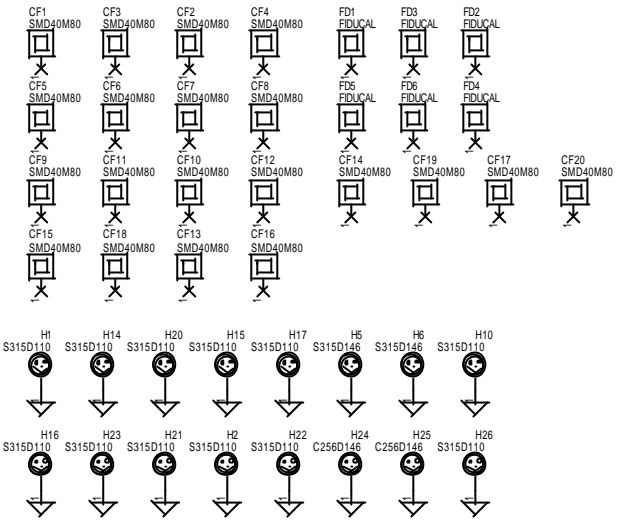 CF1 CF3 CF2 CF4 FD1 FD3 FD2
SMD40M80 SMD40M80 SMD40M80 SMD40M80 FIDUCAL FIDUCAL FIDUCAL
CF5 CF6 CF7 CF8 FD5 FD6 FD4
SMD40M80 SMD40M80 SMD40M80 SMD40M80 FIDUCAL FIDUCAL FIDUCAL
CF9 CF11 CF10 CF12 CF14 CF19 CF17 CF20
SMD40M80 SMD40M80 SMD40M80 SMD40M80 SMD40M80 SMD40M80 SMD40M80 SMD40M80
CF15 CF18 CF13 CF16
SMD40M80 SMD40M80 SMD40M80 SMD40M80
H1 H14 H20 H15 H17 H5 H6 H10
S315D110 S315D110 S315D110 S315D110 S315D110 S315D146 S315D146 S315D110
H16 H23 H21 H2 H22 H24 H25 H26
S315D110 S315D110 S315D110 S315D110 S315D110 C256D146 C256D146 S315D110